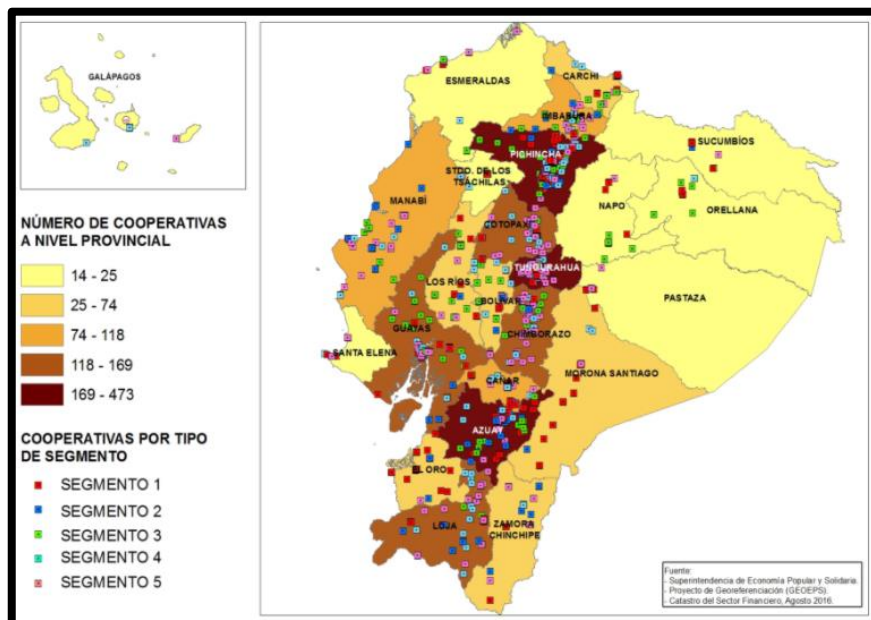 GALÁPAGOS
NÚMERO DE COOPERATIVAS
A NIVEL PROVINCIAL
14 - 25
25 - 74
74 - 118
118 - 169
169 - 473
COOPERATIVAS POR TIPO
DE SEGMENTO
SEGMENTO 1
SEGMENTO 2
SEGMENTO 3
SEGMENTO 4
SEGMENTO 5
ESMERALDAS
CARCHI
IMBABURA
SUCUMBÍOS
PICHINCHA
STDO. DE LOS
TSÁCHILAS
NAPO
ORELLANA
MANABÍ
COTOPAXI
TUNGURAHUA
LOS RÍOS
BOLÍVAR
PASTAZA
GUAYAS
CHIMBORAZO
SANTA ELENA
MORONA SANTIAGO
CAÑAR
AZUAY
EL ORO
LOJA
ZAMORA
CHINCHIPE
Fuente:
- Superintendencia de Economía Popular y Solidaria.
- Proyecto de Georeferenciación (GEOEPS).
- Catastro del Sector Financiero, Agosto 2016.